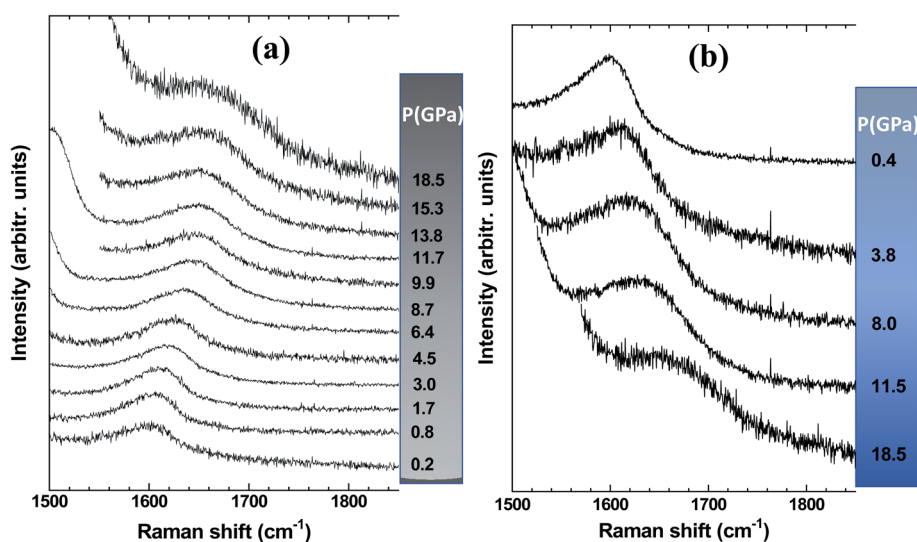 (a)
P(GPa)
18.5
15.3
13.8
11.7
9.9
8.7
6.4
4.5
3.0
1.7
0.8
0.2
Intensity (arbitr. units)
1500 1600 1700 1800
Raman shift (cm⁻¹)
(b)
P(GPa)
0.4
3.8
8.0
11.5
18.5
Intensity (arbitr. units)
1500 1600 1700 1800
Raman shift (cm⁻¹)